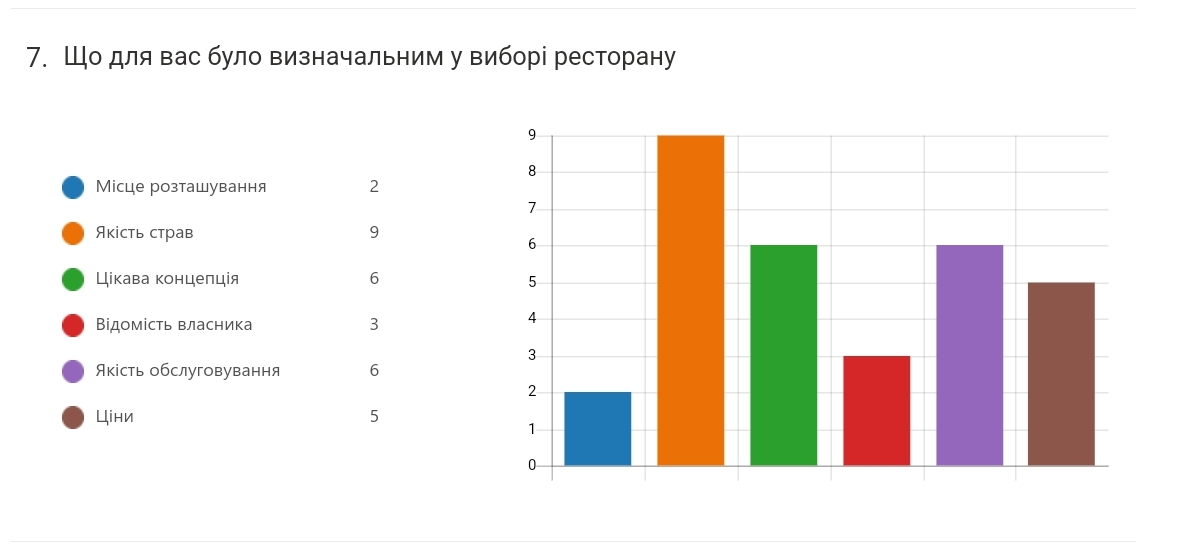 7. Що для вас було визначальним у виборі ресторану
Місце розташування 2
Якість страв 9
Цікава концепція 6
Відомість власника 3
Якість обслуговування 6
Ціни 5
9
8
7
6
5
4
3
2
1
0